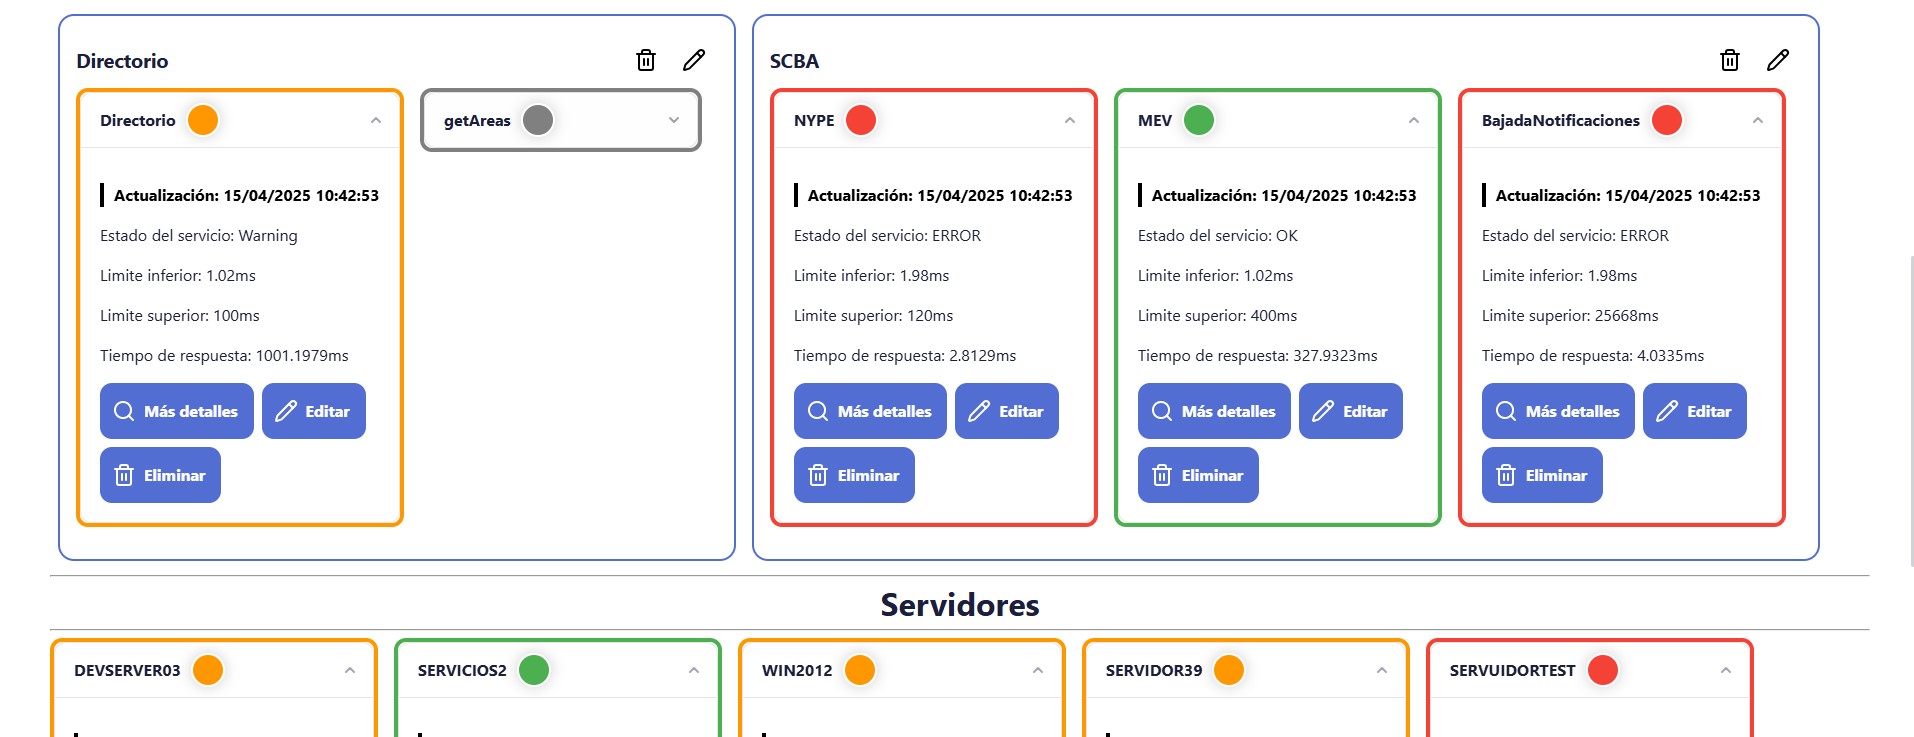 Directorio
Directorio
Actualización: 15/04/2025 10:42:53
Estado del servicio: Warning
Limite inferior: 1.02ms
Limite superior: 100ms
Tiempo de respuesta: 1001.1979ms
Más detalles
Editar
Eliminar
getAreas
SCBA
NYPE
Actualización: 15/04/2025 10:42:53
Estado del servicio: ERROR
Limite inferior: 1.98ms
Limite superior: 120ms
Tiempo de respuesta: 2.8129ms
Más detalles
Editar
Eliminar
MEV
Actualización: 15/04/2025 10:42:53
Estado del servicio: OK
Limite inferior: 1.02ms
Limite superior: 400ms
Tiempo de respuesta: 327.9323ms
Más detalles
Editar
Eliminar
BajadaNotificaciones
Actualización: 15/04/2025 10:42:53
Estado del servicio: ERROR
Limite inferior: 1.98ms
Limite superior: 25668ms
Tiempo de respuesta: 4.0335ms
Más detalles
Editar
Eliminar
Servidores
DEVSERVER03
SERVICIOS2
WIN2012
SERVIDOR39
SERVUIDORTEST